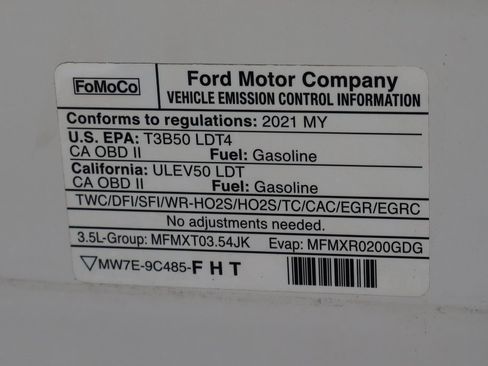 FoMoCo
Ford Motor Company
VEHICLE EMISSION CONTROL INFORMATION
Conforms to regulations: 2021 MY
U.S. EPA: T3B50 LDT4
CA OBD II Fuel: Gasoline
California: ULEV50 LDT
CA OBD II Fuel: Gasoline
TWC/DFI/SFI/WR-HO2S/HO2S/TC/CAC/EGR/EGRC
No adjustments needed.
3.5L-Group: MFMXT03.54JK Evap: MFMXR0200GDG
▽MW7E-9C485-F H T